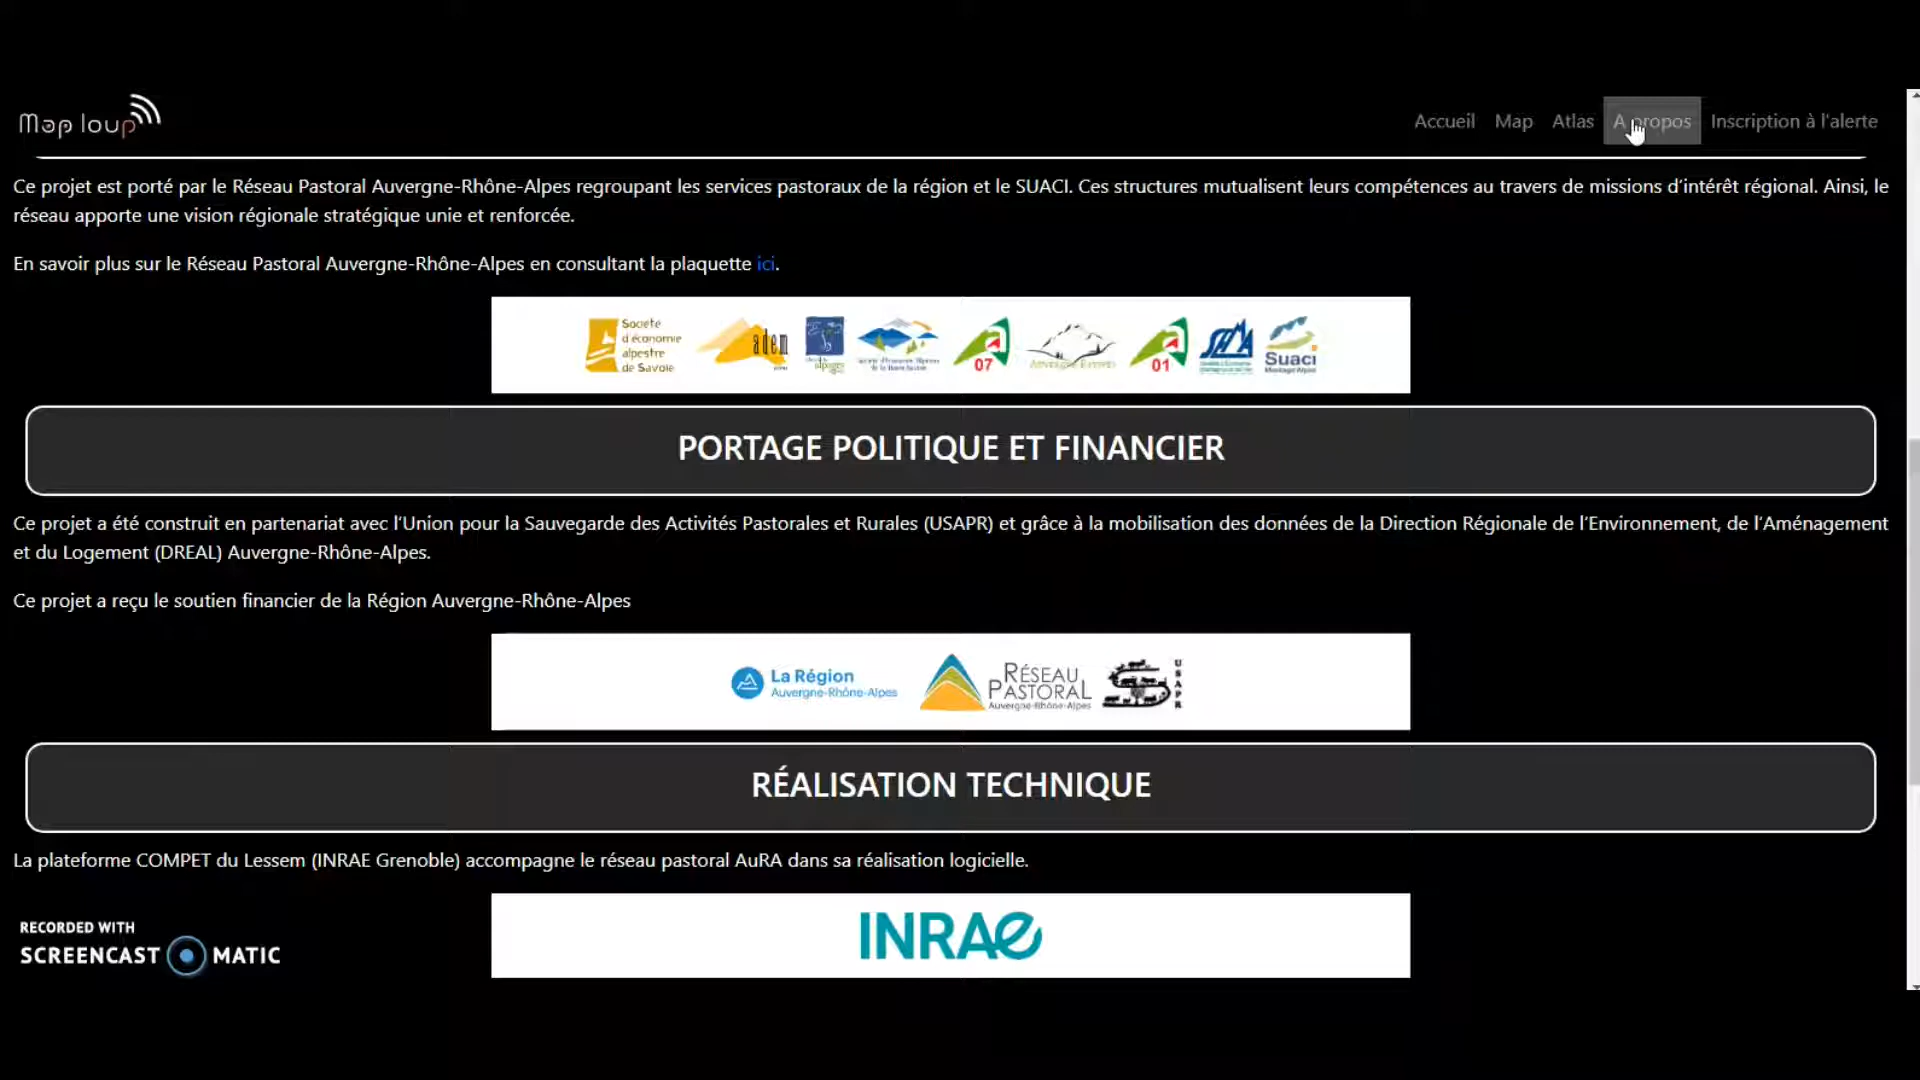 Map loup
Accueil Map Atlas A propos Inscription à l'alerte
Ce projet est porté par le Réseau Pastoral Auvergne-Rhône-Alpes regroupant les services pastoraux de la région et le SUACI. Ces structures mutualisent leurs compétences au travers de missions d'intérêt régional. Ainsi, le
réseau apporte une vision régionale stratégique unie et renforcée.
En savoir plus sur le Réseau Pastoral Auvergne-Rhône-Alpes en consultant la plaquette ici.
Société
d'économie
alpestre
de Savoie
adem
07
01
Suaci
PORTAGE POLITIQUE ET FINANCIER
Ce projet a été construit en partenariat avec l'Union pour la Sauvegarde des Activités Pastorales et Rurales (USAPR) et grâce à la mobilisation des données de la Direction Régionale de l'Environnement, de l'Aménagement
et du Logement (DREAL) Auvergne-Rhône-Alpes.
Ce projet a reçu le soutien financier de la Région Auvergne-Rhône-Alpes
La Région
Auvergne-Rhône-Alpes
RÉSEAU
PASTORAL
Auvergne-Rhône-Alpes
USAPR
RÉALISATION TECHNIQUE
La plateforme COMPET du Lessem (INRAE Grenoble) accompagne le réseau pastoral AuRA dans sa réalisation logicielle.
INRAE
RECORDED WITH
SCREENCAST MATIC